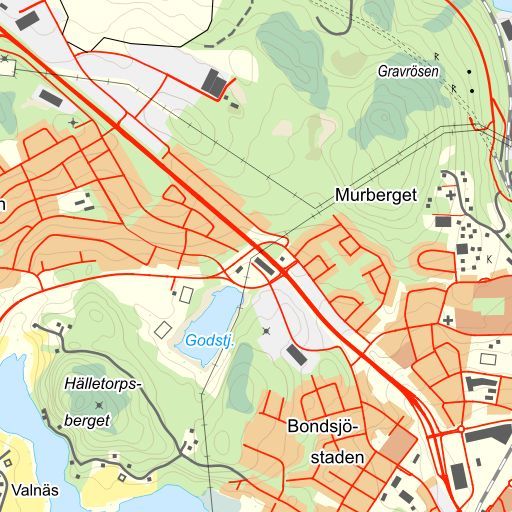 Gravrösen
R
R
R
Murberget
n
K
Godstj.
Hälletorps-
berget
Bondsjö-
staden
Valnäs